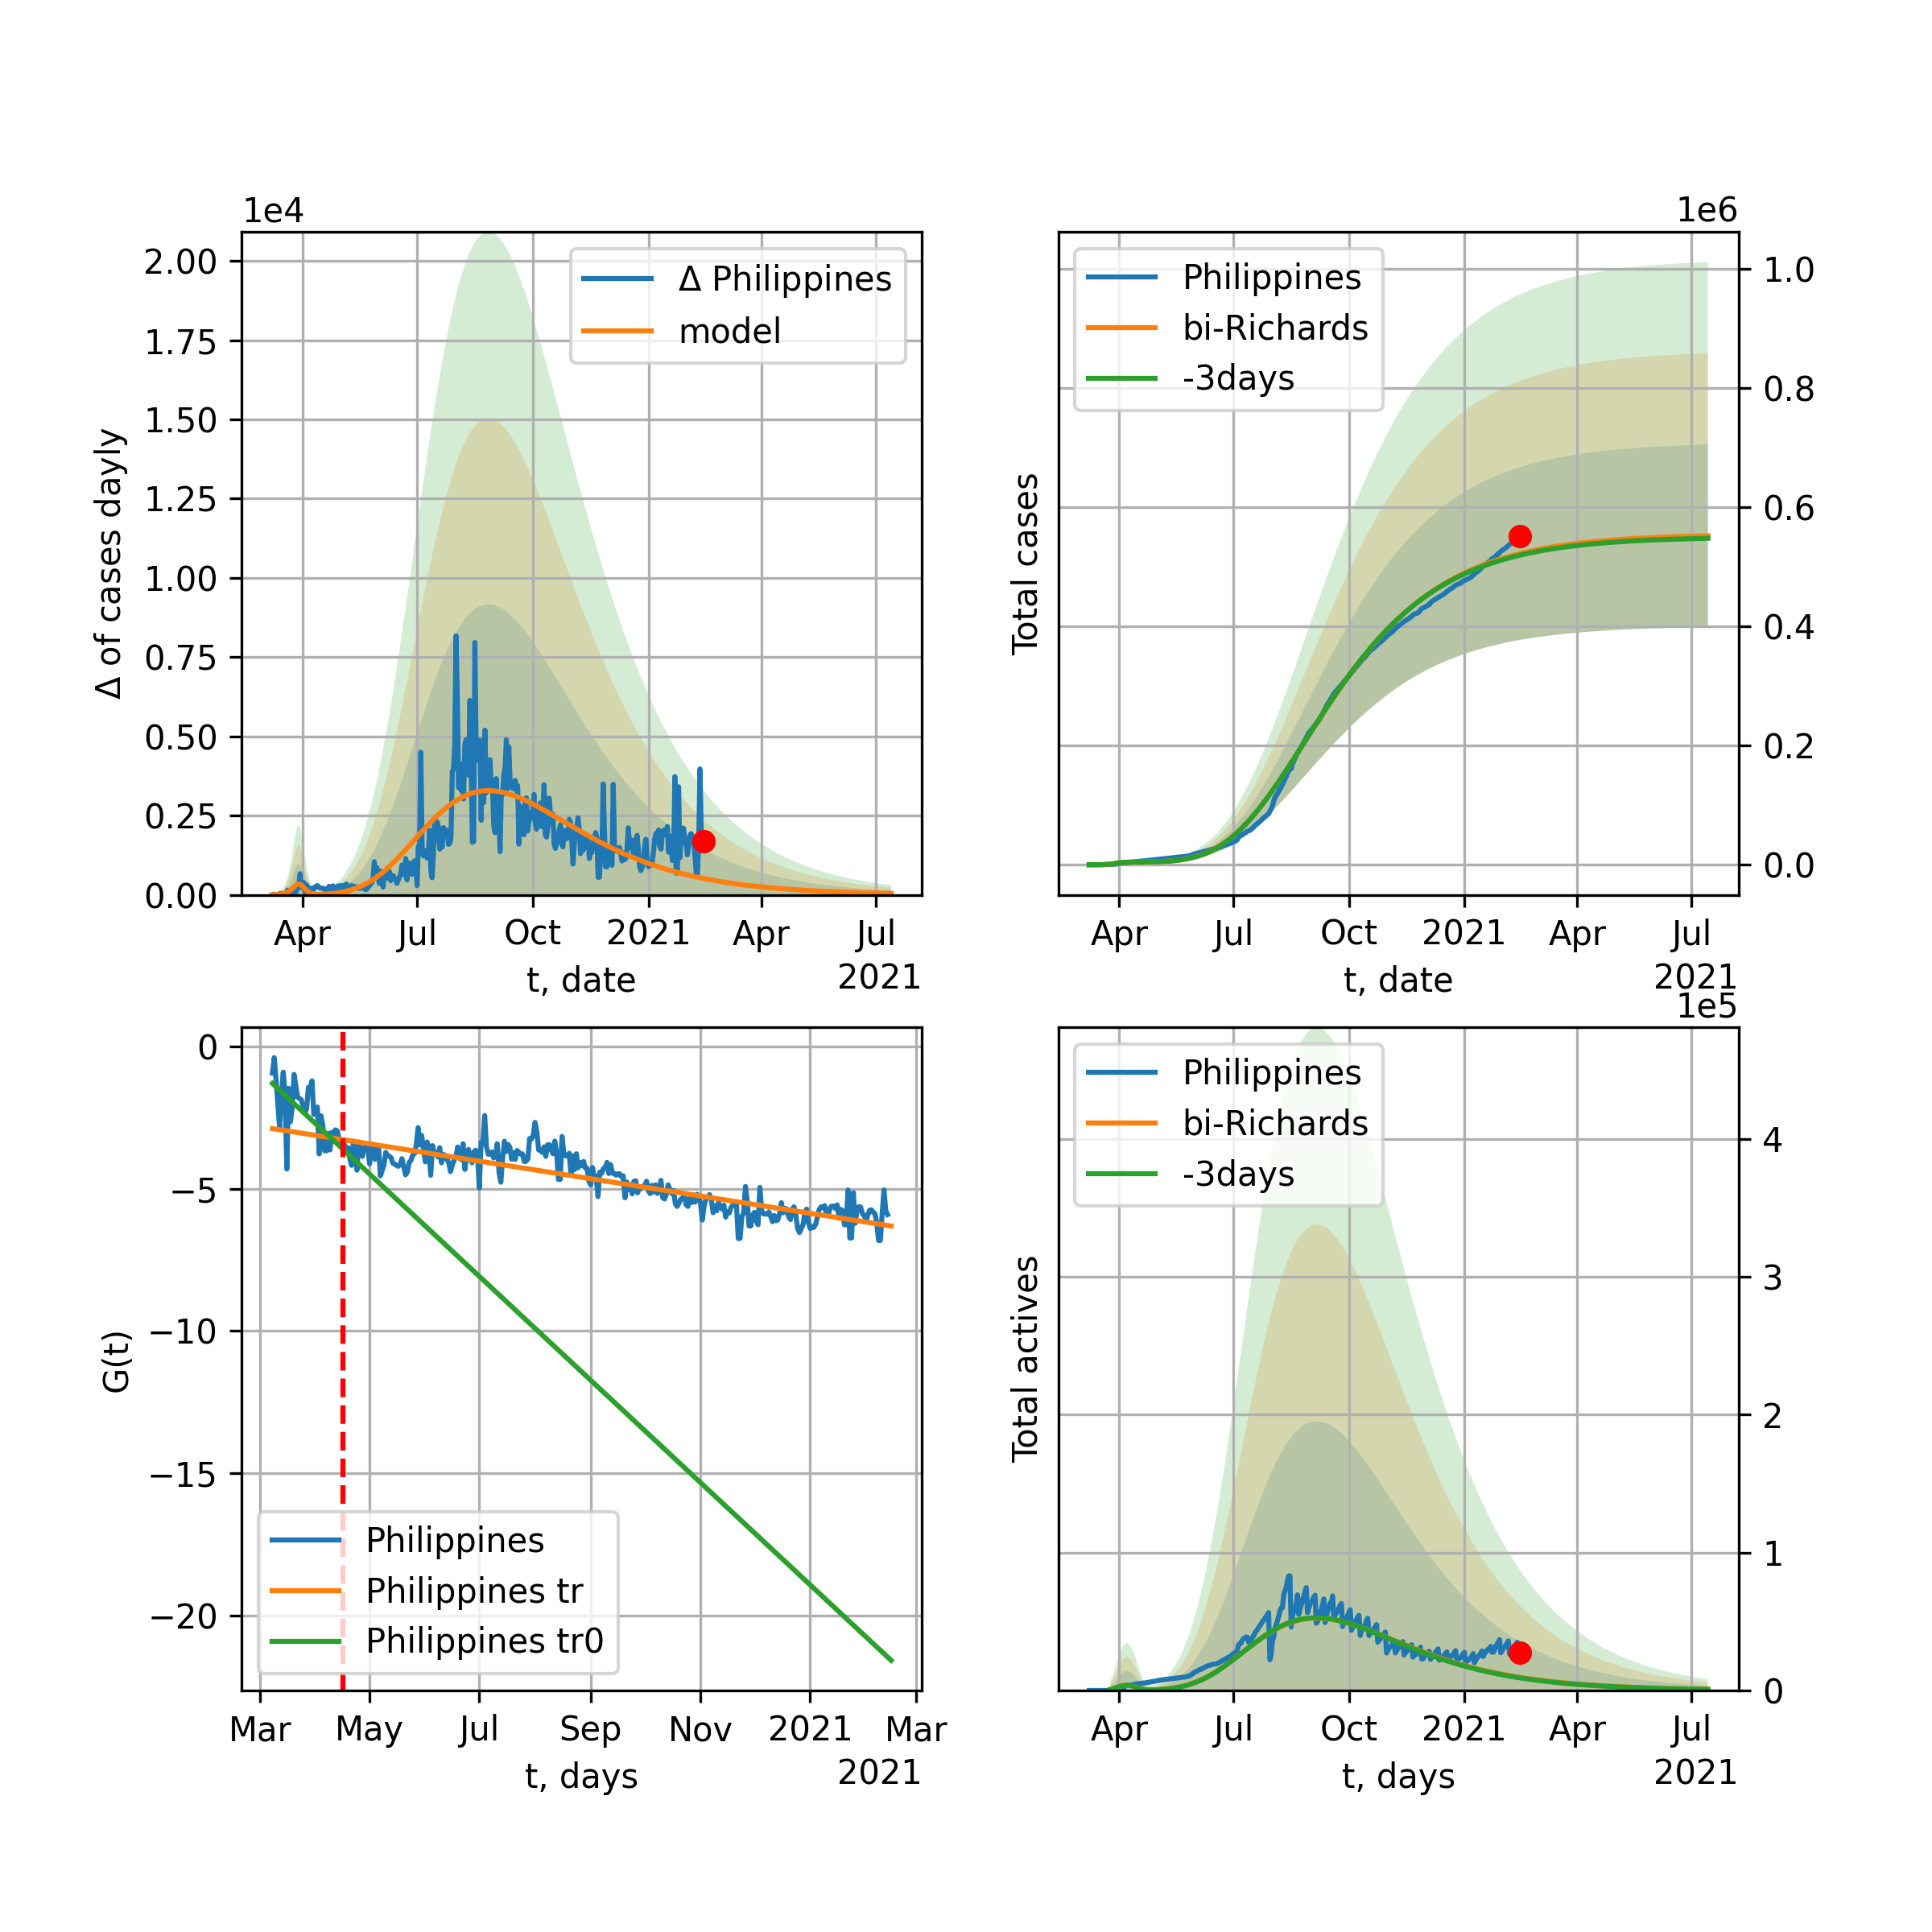 1e4
2.00
1.75
1.50
1.25
1.00
0.75
0.50
0.25
0.00
Δ of cases dayly
Δ Philippines
model
Apr Jul Oct 2021 Apr Jul
t, date
2021
1e6
Philippines
bi-Richards
-3days
1.0
0.8
0.6
0.4
0.2
0.0
Total cases
Apr Jul Oct 2021 Apr Jul
t, date
2021
0
−5
−10
−15
−20
G(t)
Philippines
Philippines tr
Philippines tr0
Mar May Jul Sep Nov 2021 Mar
t, days
2021
1e5
Philippines
bi-Richards
-3days
4
3
2
1
0
Total actives
Apr Jul Oct 2021 Apr Jul
t, days
2021